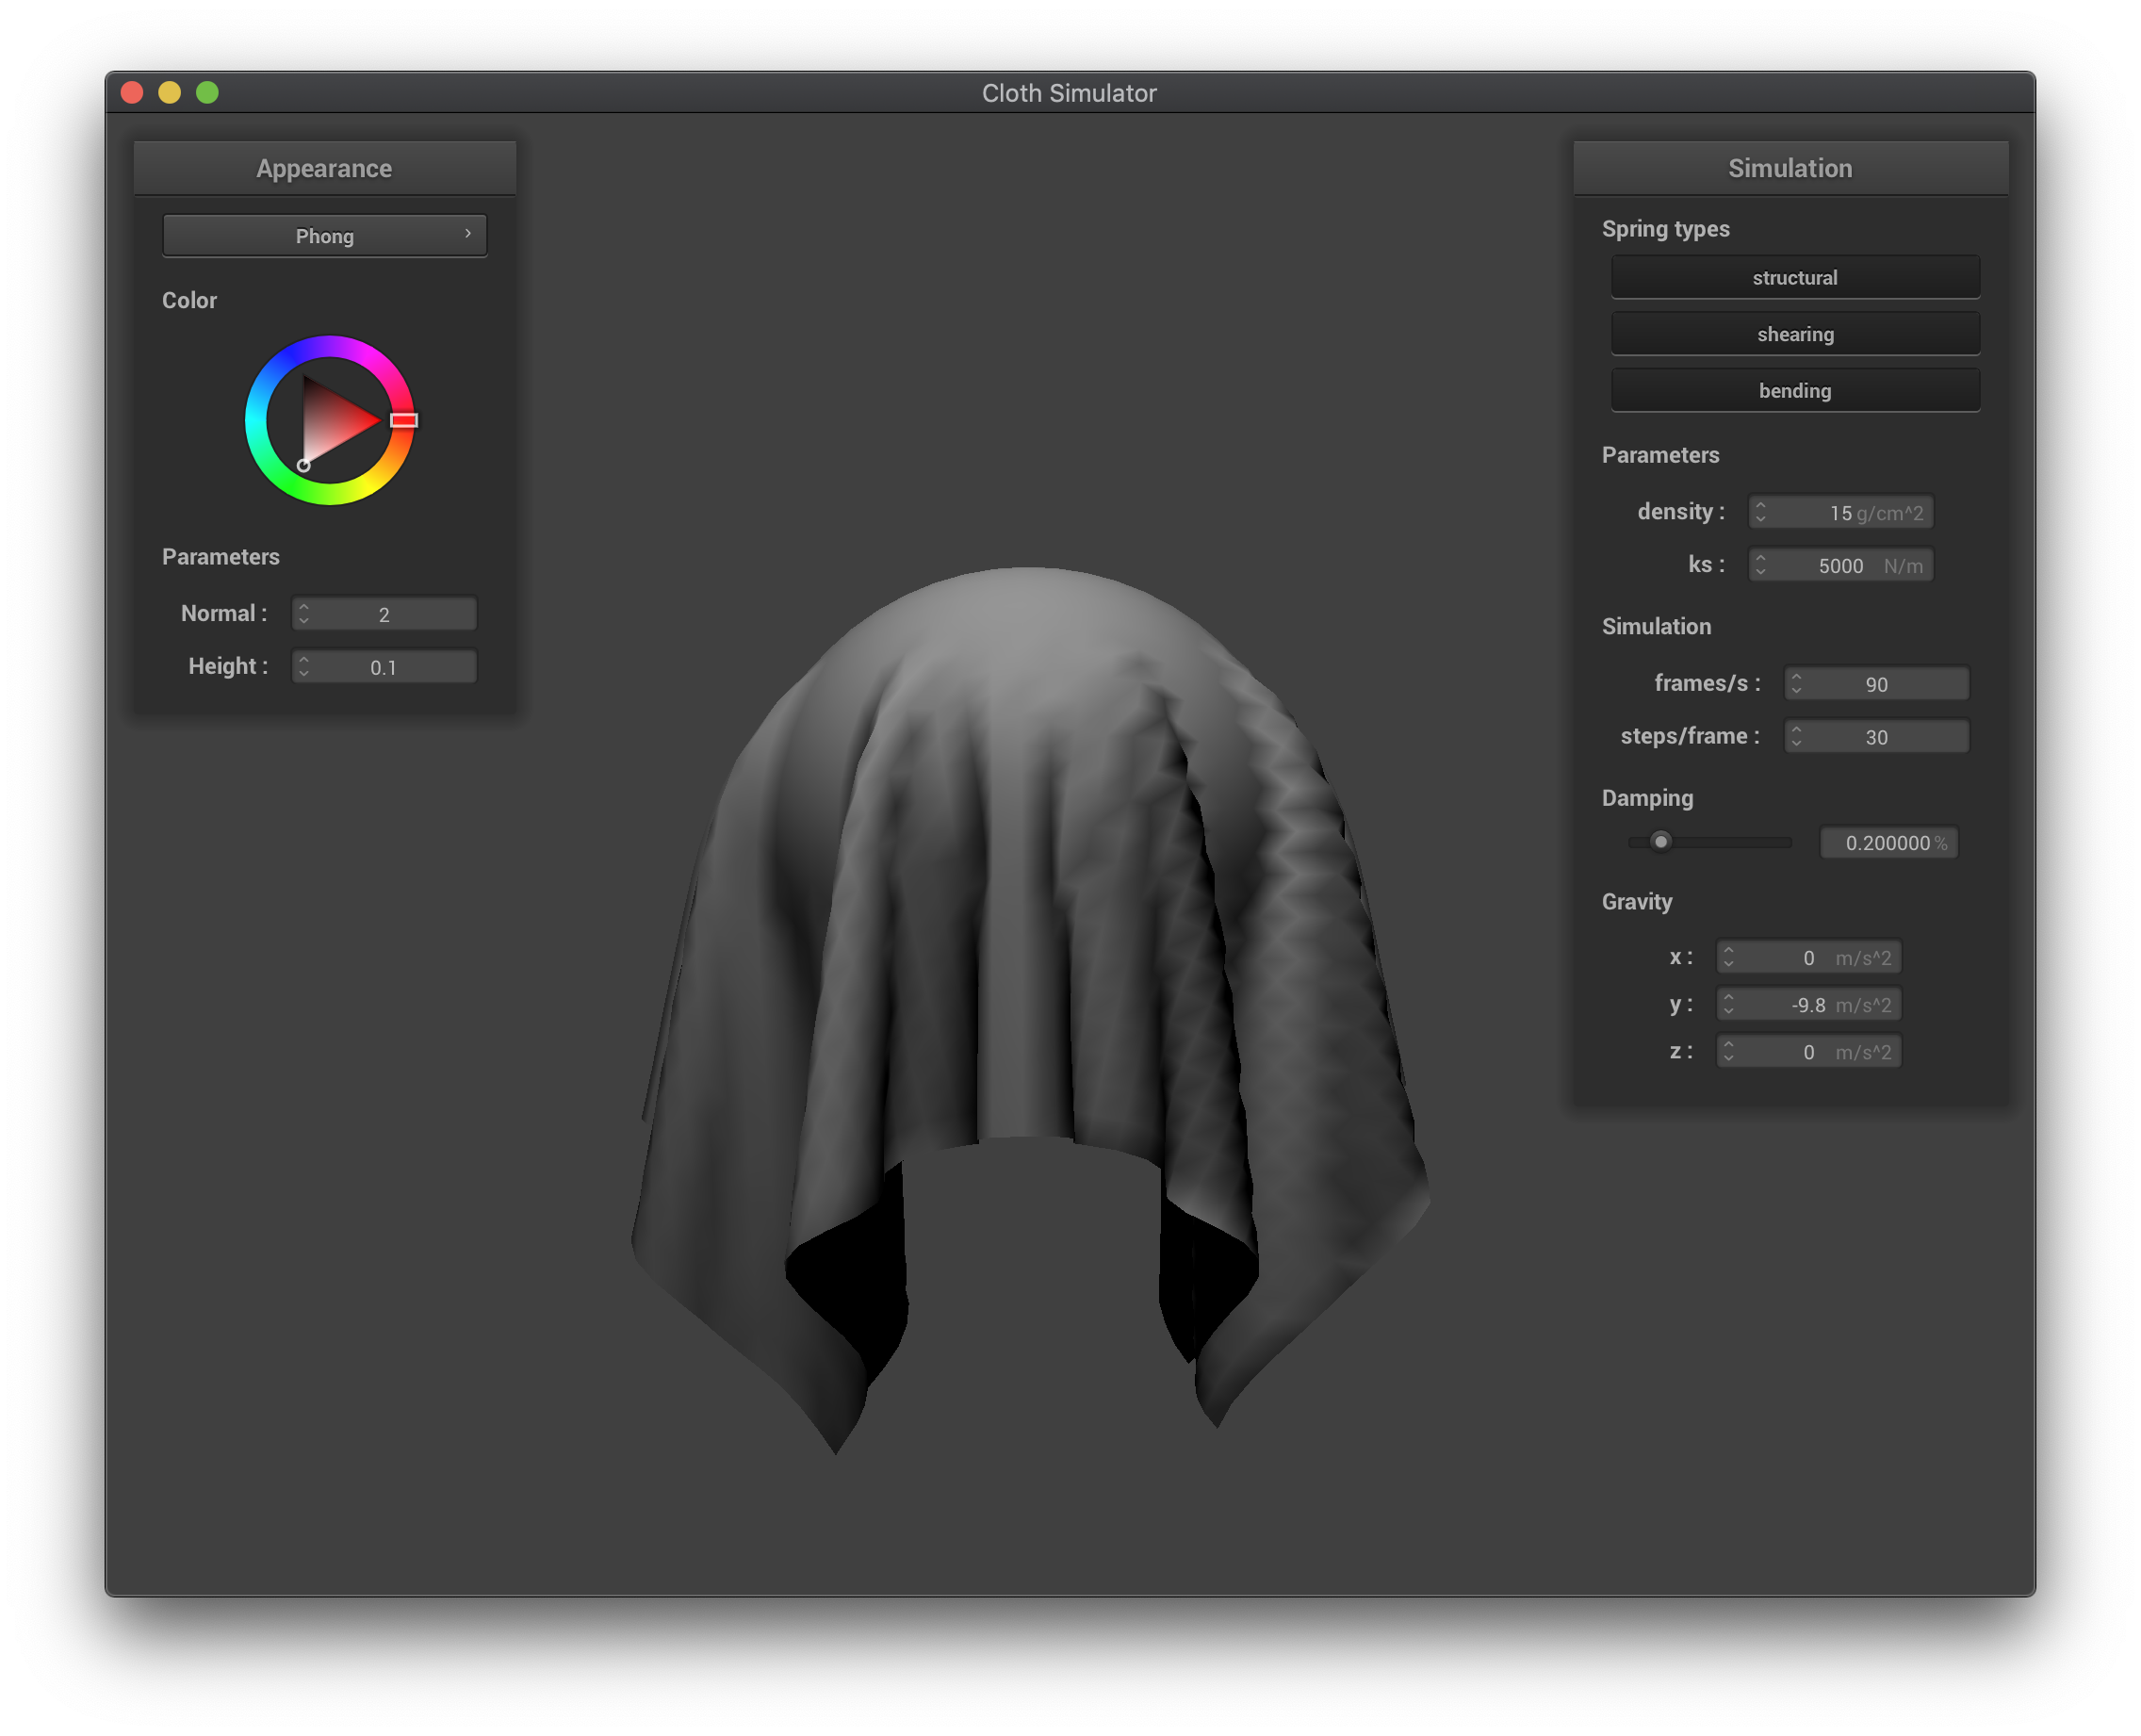 Cloth Simulator
Appearance
Phong
Color
Parameters
Normal : 2
Height : 0.1
Simulation
Spring types
structural
shearing
bending
Parameters
density : 15 g/cm^2
ks : 5000 N/m
Simulation
frames/s : 90
steps/frame : 30
Damping
0.200000 %
Gravity
x : 0 m/s^2
y : -9.8 m/s^2
z : 0 m/s^2